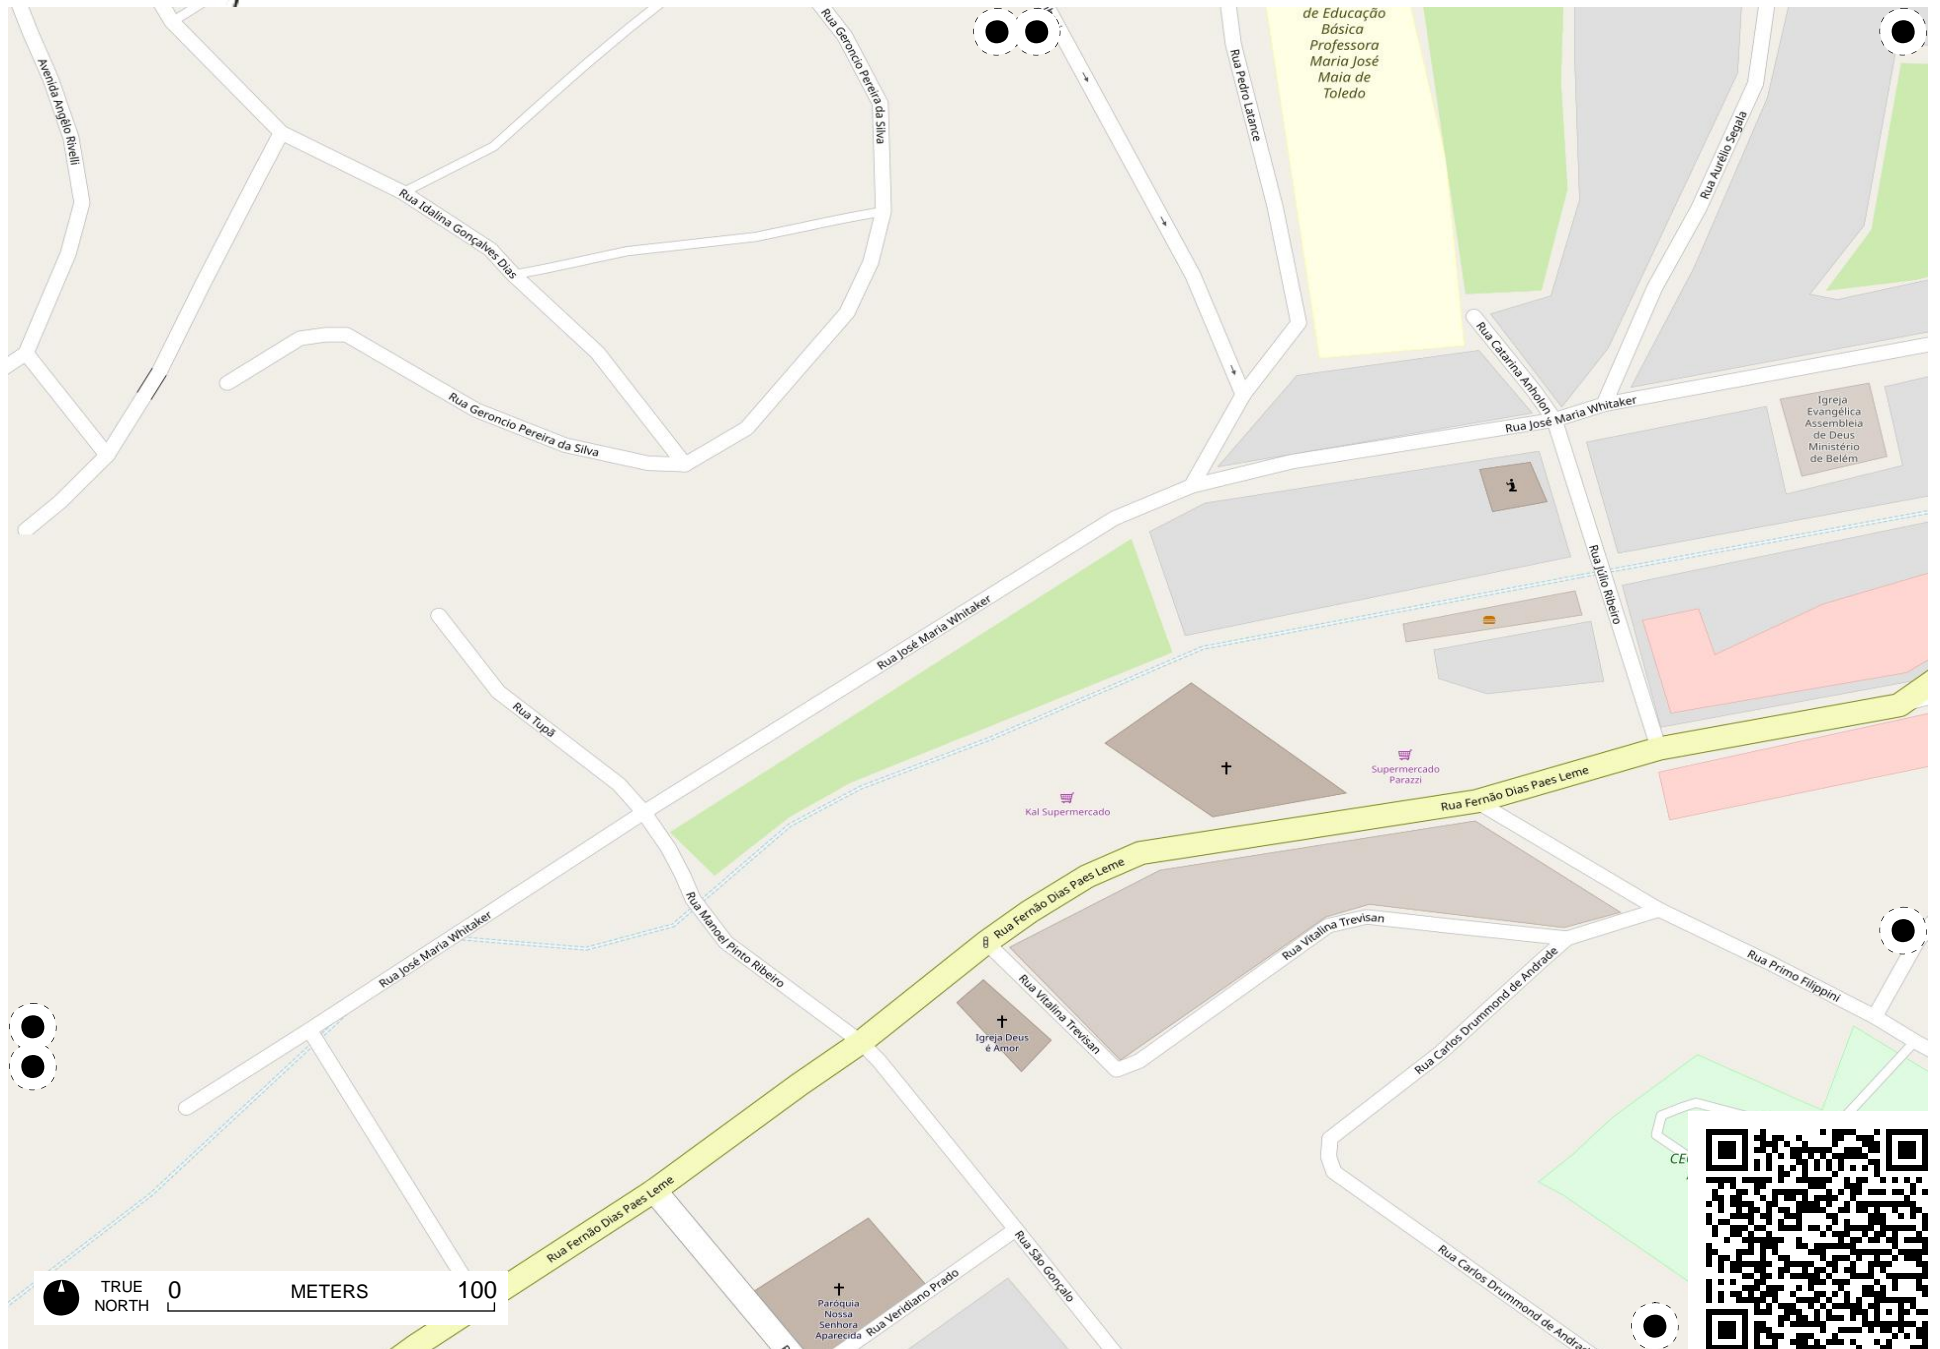 de Educação
Básica
Professora
Maria José
Maia de
Toledo
Rua Geroncio Pereira da Silva
Avenida Angêlo Rivelli
Rua Pedro Latance
Rua Aurélio Segala
Rua Idalina Gonçalves Dias
Rua Catarina Anholon
Rua Geroncio Pereira da Silva
Rua José Maria Whitaker
Igreja
Evangélica
Assembleia
de Deus
Ministério
de Belém
Rua Júlio Ribeiro
Rua José Maria Whitaker
Rua Tupã
Supermercado
Parazzi
Kal Supermercado
Rua Fernão Dias Paes Leme
Rua Fernão Dias Paes Leme
Rua Manoel Pinto Ribeiro
Rua José Maria Whitaker
Rua Vitalina Trevisan
Rua Vitalina Trevisan
Rua Carlos Drummond de Andrade
Rua Primo Filippini
Igreja Deus
é Amor
Rua Fernão Dias Paes Leme
Rua São Gonçalo
Rua Carlos Drummond de Andrad
Paróquia
Nossa
Senhora
Aparecida
Rua Veridiano Prado
TRUE
NORTH
0 METERS 100